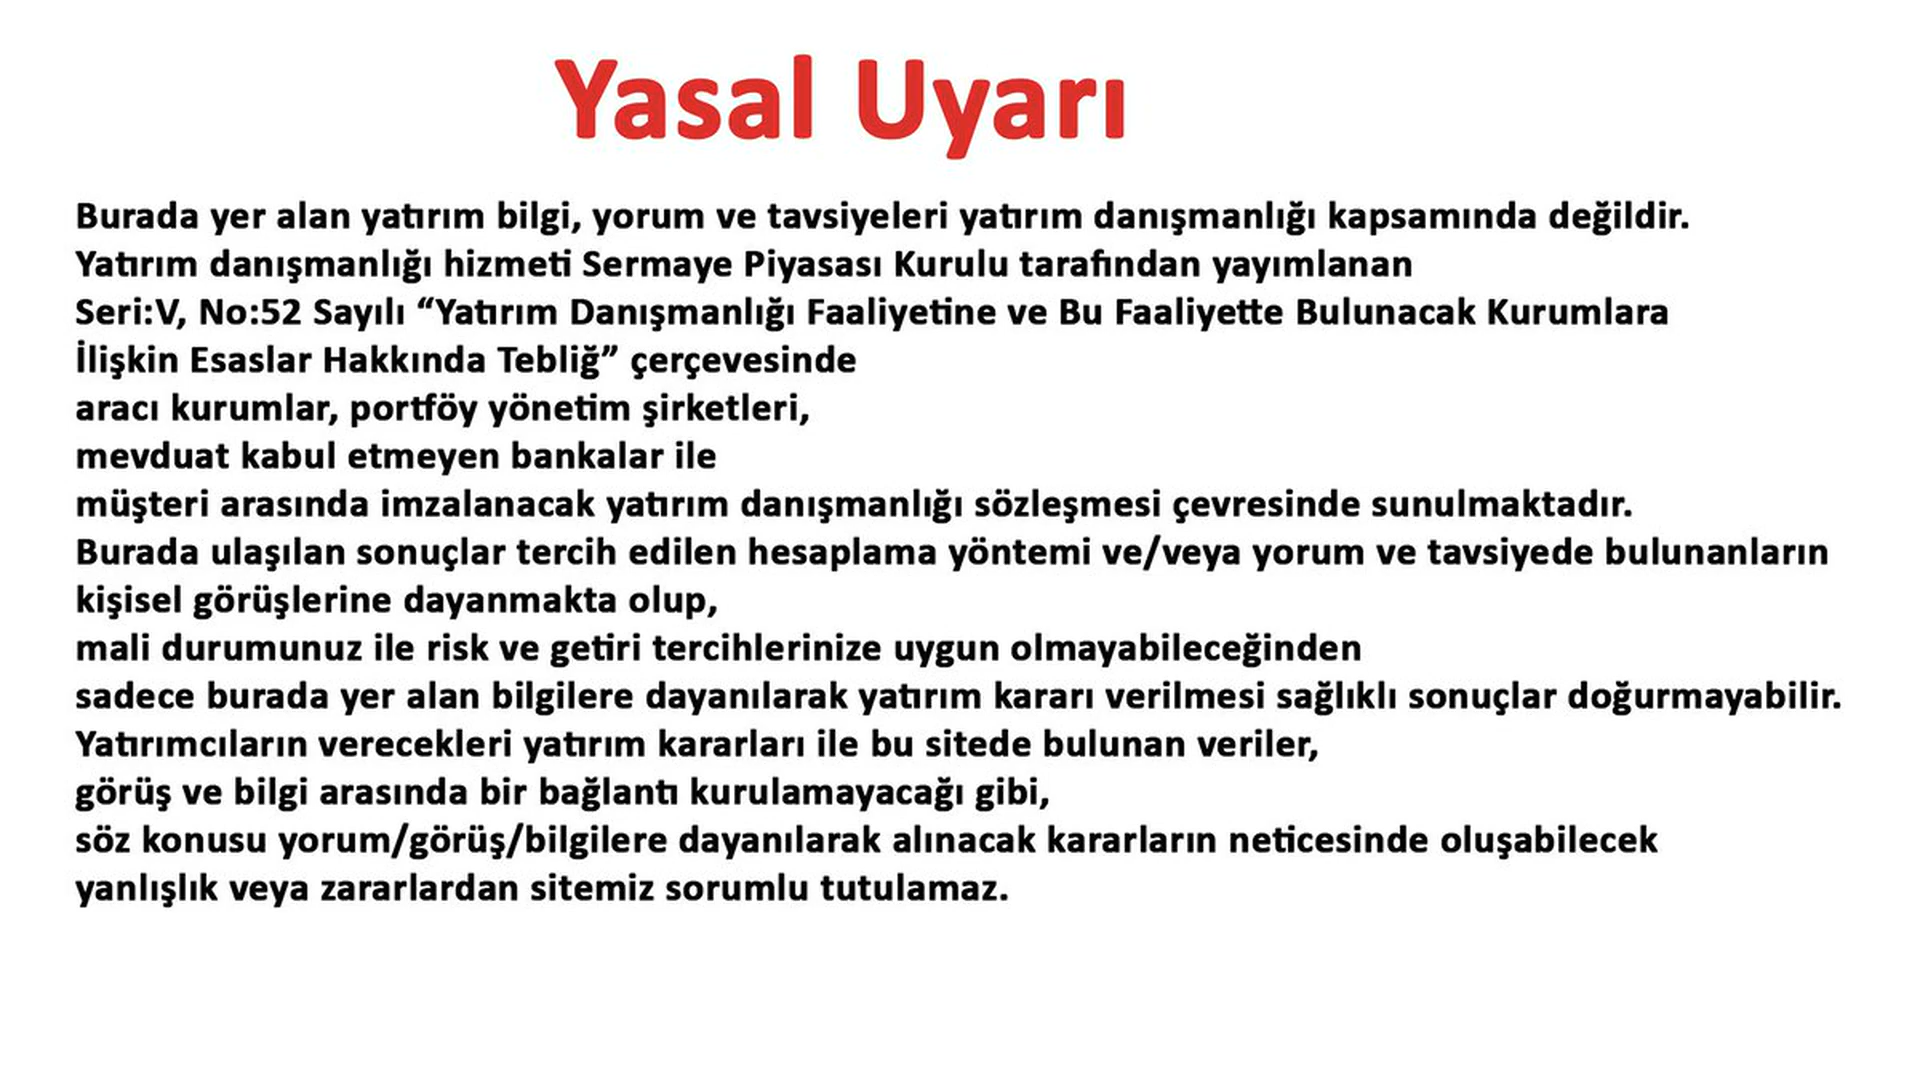 Yasal Uyarı
Burada yer alan yatırım bilgi, yorum ve tavsiyeleri yatırım danışmanlığı kapsamında değildir.
Yatırım danışmanlığı hizmeti Sermaye Piyasası Kurulu tarafından yayımlanan
Seri:V, No:52 Sayılı “Yatırım Danışmanlığı Faaliyetine ve Bu Faaliyette Bulunacak Kurumlara
İlişkin Esaslar Hakkında Tebliğ” çerçevesinde
aracı kurumlar, portföy yönetim şirketleri,
mevduat kabul etmeyen bankalar ile
müşteri arasında imzalanacak yatırım danışmanlığı sözleşmesi çevresinde sunulmaktadır.
Burada ulaşılan sonuçlar tercih edilen hesaplama yöntemi ve/veya yorum ve tavsiyede bulunanların
kişisel görüşlerine dayanmakta olup,
mali durumunuz ile risk ve getiri tercihlerinize uygun olmayabileceğinden
sadece burada yer alan bilgilere dayanılarak yatırım kararı verilmesi sağlıklı sonuçlar doğurmayabilir.
Yatırımcıların verecekleri yatırım kararları ile bu sitede bulunan veriler,
görüş ve bilgi arasında bir bağlantı kurulamayacağı gibi,
söz konusu yorum/görüş/bilgilere dayanılarak alınacak kararların neticesinde oluşabilecek
yanlışlık veya zararlardan sitemiz sorumlu tutulamaz.